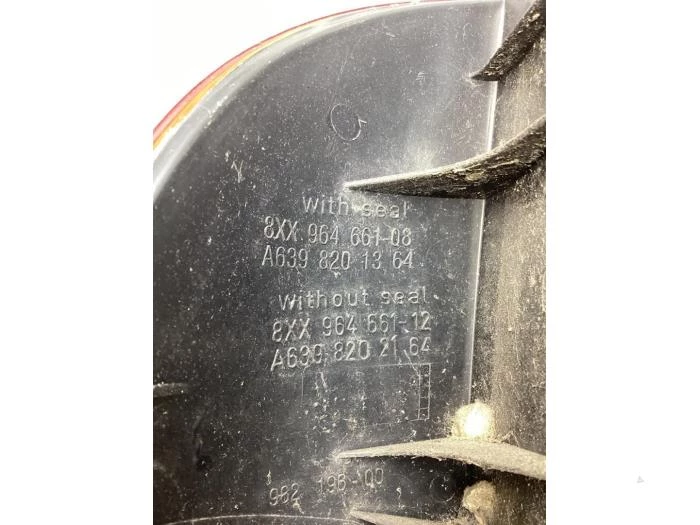 with seal
8XX 964 661-08
A639 820 13 64
without seal
8XX 964 661-12
A639 820 21 64
982 196-00